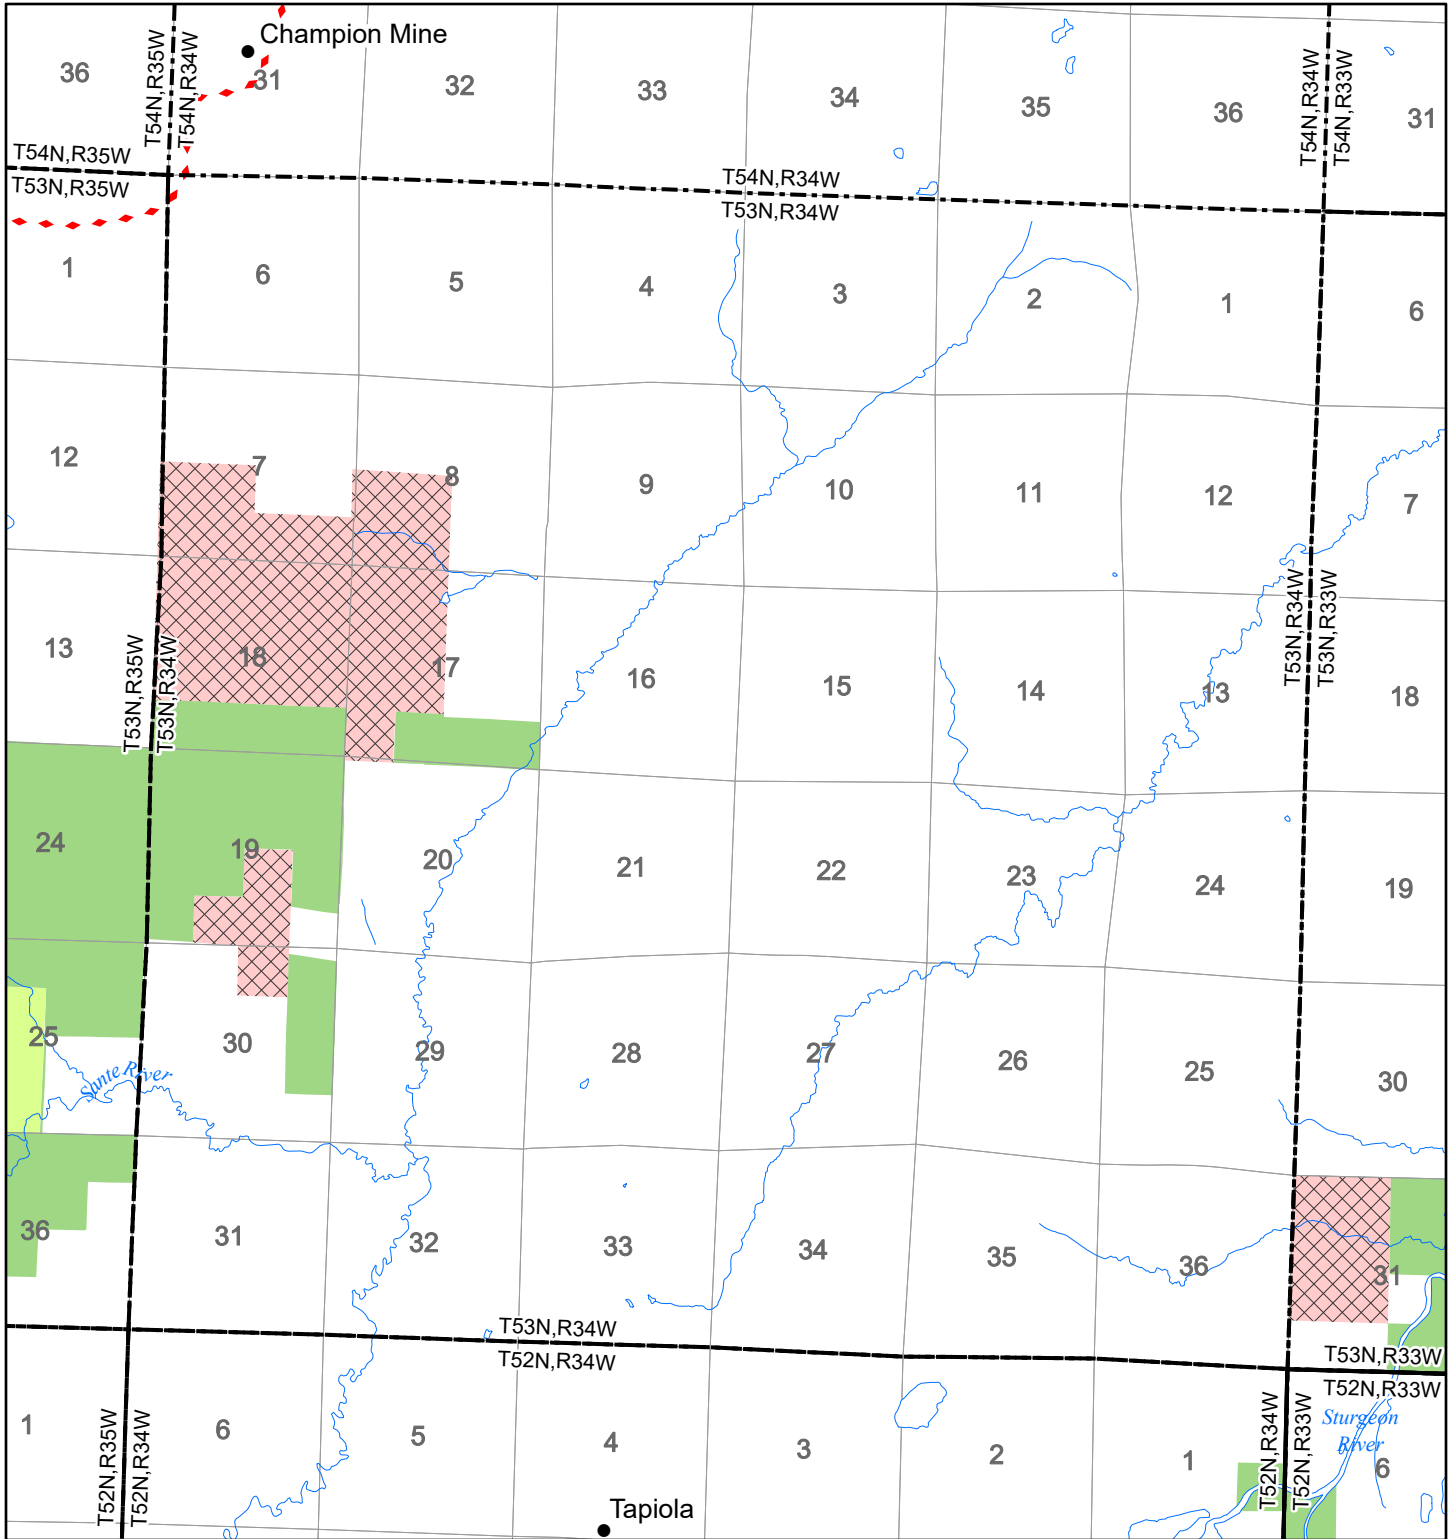 Champion Mine
36
T54N,R35W
T54N,R34W
31
32
33
34
35
36
T54N,R34W
T54N,R33W
31
T54N,R35W
T53N,R35W
T54N,R34W
T53N,R34W
1
6
5
4
3
2
1
6
12
7
8
9
10
11
12
7
13
T53N,R35W
T53N,R34W
18
17
16
15
14
13
T53N,R34W
T53N,R33W
18
24
19
20
21
22
23
24
19
25
30
29
28
27
26
25
30
Sante River
36
31
32
33
34
35
36
31
T53N,R34W
T52N,R34W
T53N,R33W
T52N,R33W
1
T52N,R35W
T52N,R34W
6
5
4
3
2
1
T52N,R34W
T52N,R33W
Sturgeon
River
6
Tapiola